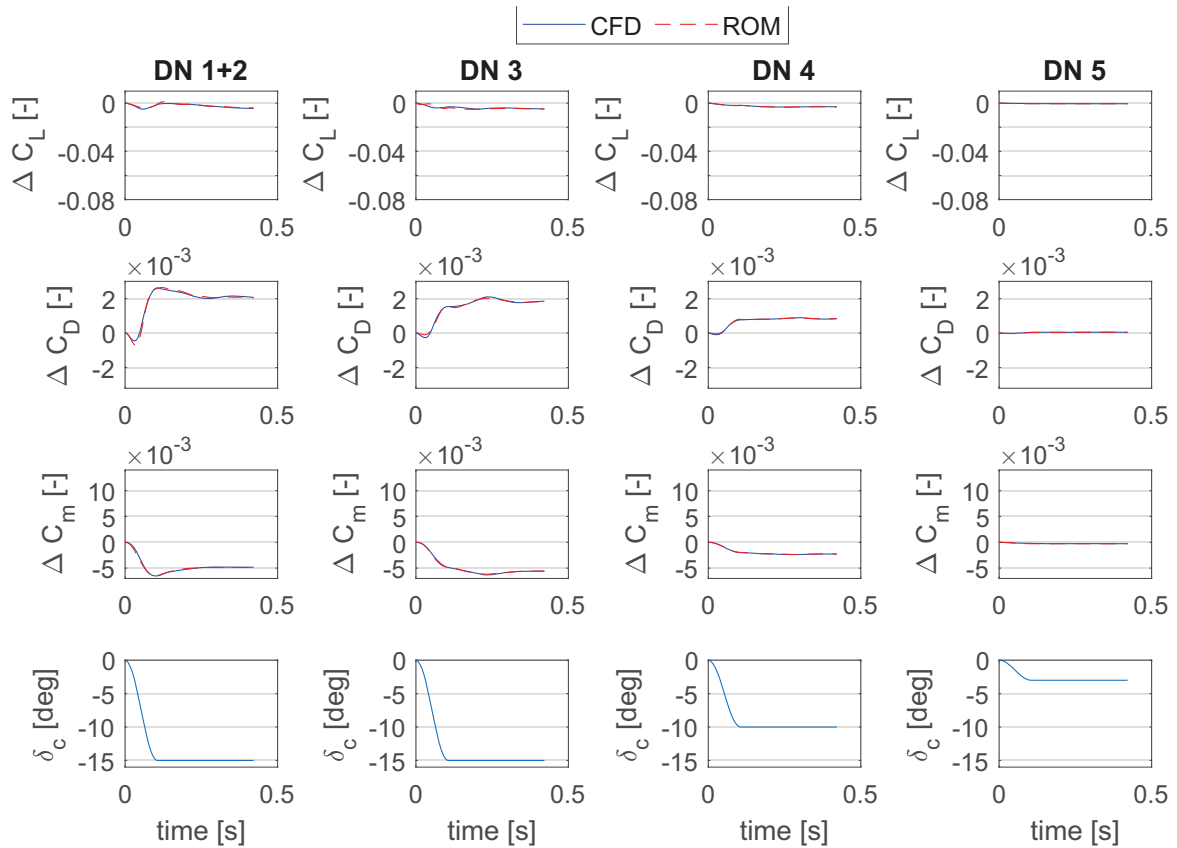 CFD ROM
DN 1+2 DN 3 DN 4 DN 5
Δ C_L [-] 0 -0.04 -0.08 0 0.5
Δ C_L [-] 0 -0.04 -0.08 0 0.5
Δ C_L [-] 0 -0.04 -0.08 0 0.5
Δ C_L [-] 0 -0.04 -0.08 0 0.5
×10^-3 Δ C_D [-] 2 0 -2 0 0.5
×10^-3 Δ C_D [-] 2 0 -2 0 0.5
×10^-3 Δ C_D [-] 2 0 -2 0 0.5
×10^-3 Δ C_D [-] 2 0 -2 0 0.5
×10^-3 Δ C_m [-] 10 5 0 -5 0 0.5
×10^-3 Δ C_m [-] 10 5 0 -5 0 0.5
×10^-3 Δ C_m [-] 10 5 0 -5 0 0.5
×10^-3 Δ C_m [-] 10 5 0 -5 0 0.5
δ_c [deg] 0 -5 -10 -15 0 0.5
δ_c [deg] 0 -5 -10 -15 0 0.5
δ_c [deg] 0 -5 -10 -15 0 0.5
δ_c [deg] 0 -5 -10 -15 0 0.5
time [s] time [s] time [s] time [s]